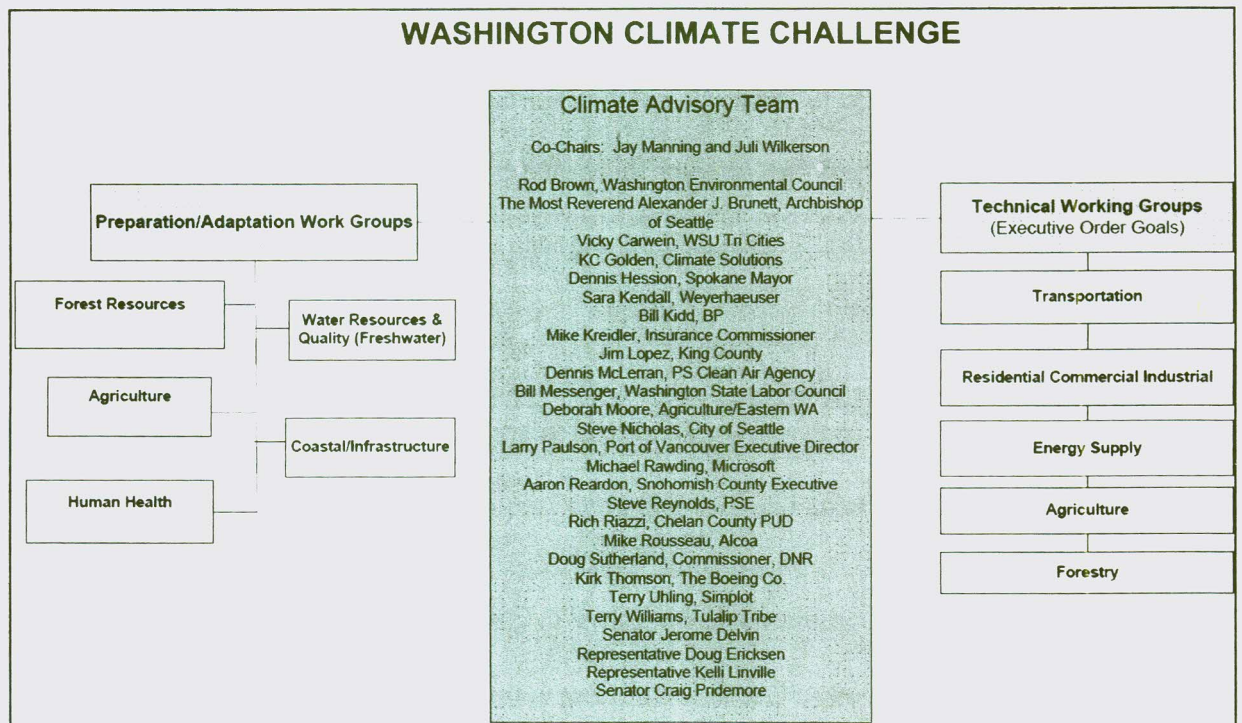 WASHINGTON CLIMATE CHALLENGE
Preparation/Adaptation Work Groups
Forest Resources
Water Resources &
Quality (Freshwater)
Agriculture
Coastal/Infrastructure
Human Health
Climate Advisory Team
Co-Chairs: Jay Manning and Juli Wilkerson
Rod Brown, Washington Environmental Council
The Most Reverend Alexander J. Brunett, Archbishop
of Seattle
Vicky Carwein, WSU Tri Cities
KC Golden, Climate Solutions
Dennis Hession, Spokane Mayor
Sara Kendall, Weyerhaeuser
Bill Kidd, BP
Mike Kreidler, Insurance Commissioner
Jim Lopez, King County
Dennis McLerran, PS Clean Air Agency
Bill Messenger, Washington State Labor Council
Deborah Moore, Agriculture/Eastern WA
Steve Nicholas, City of Seattle
Larry Paulson, Port of Vancouver Executive Director
Michael Rawding, Microsoft
Aaron Reardon, Snohomish County Executive
Steve Reynolds, PSE
Rich Riazzi, Chelan County PUD
Mike Rousseau, Alcoa
Doug Sutherland, Commissioner, DNR
Kirk Thomson, The Boeing Co.
Terry Uhling, Simplot
Terry Williams, Tulalip Tribe
Senator Jerome Delvin
Representative Doug Ericksen
Representative Kelli Linville
Senator Craig Pridemore
Technical Working Groups
(Executive Order Goals)
Transportation
Residential Commercial Industrial
Energy Supply
Agriculture
Forestry